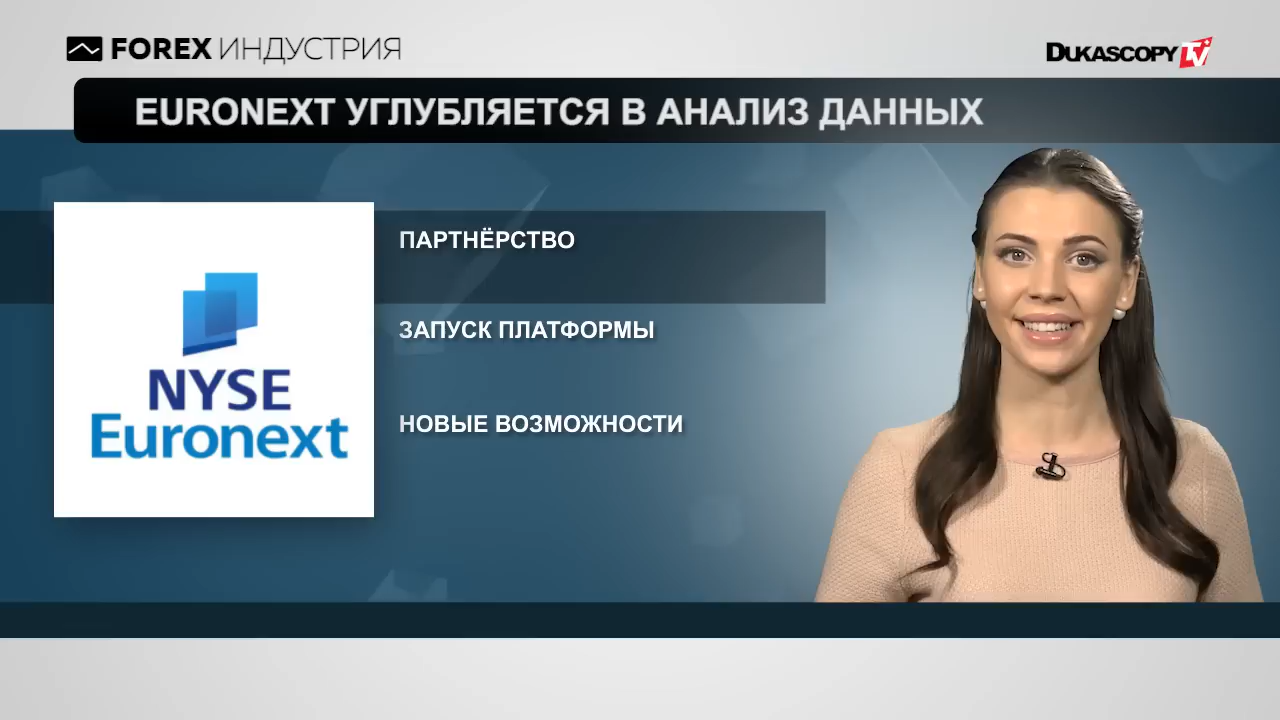 FOREX ИНДУСТРИЯ
DUKASCOPY TV
EURONEXT УГЛУБЛЯЕТСЯ В АНАЛИЗ ДАННЫХ
ПАРТНЁРСТВО
ЗАПУСК ПЛАТФОРМЫ
НОВЫЕ ВОЗМОЖНОСТИ
NYSE
Euronext